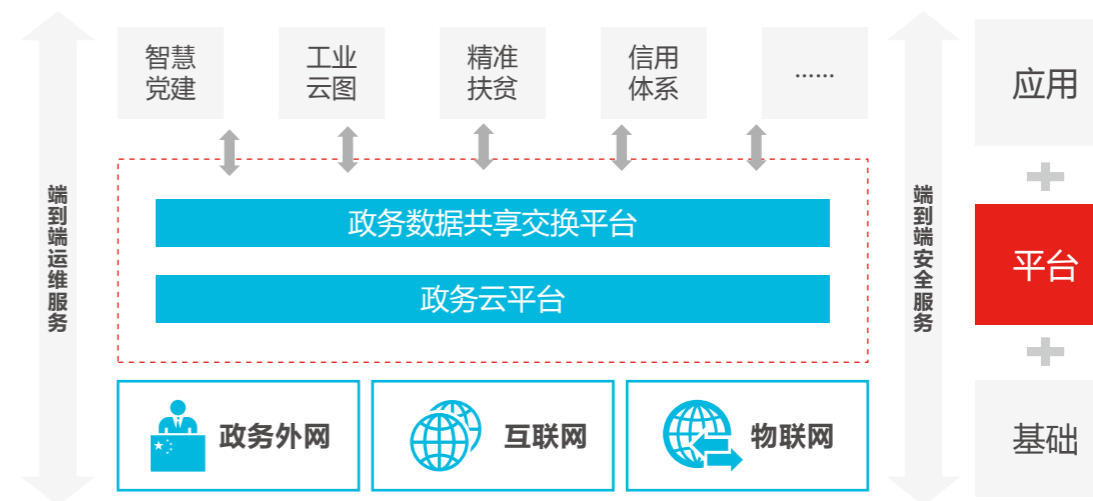 智慧
党建
工业
云图
精准
扶贫
信用
体系
……
应用
端到端运维服务
政务数据共享交换平台
政务云平台
端到端安全服务
平台
政务外网
互联网
物联网
基础